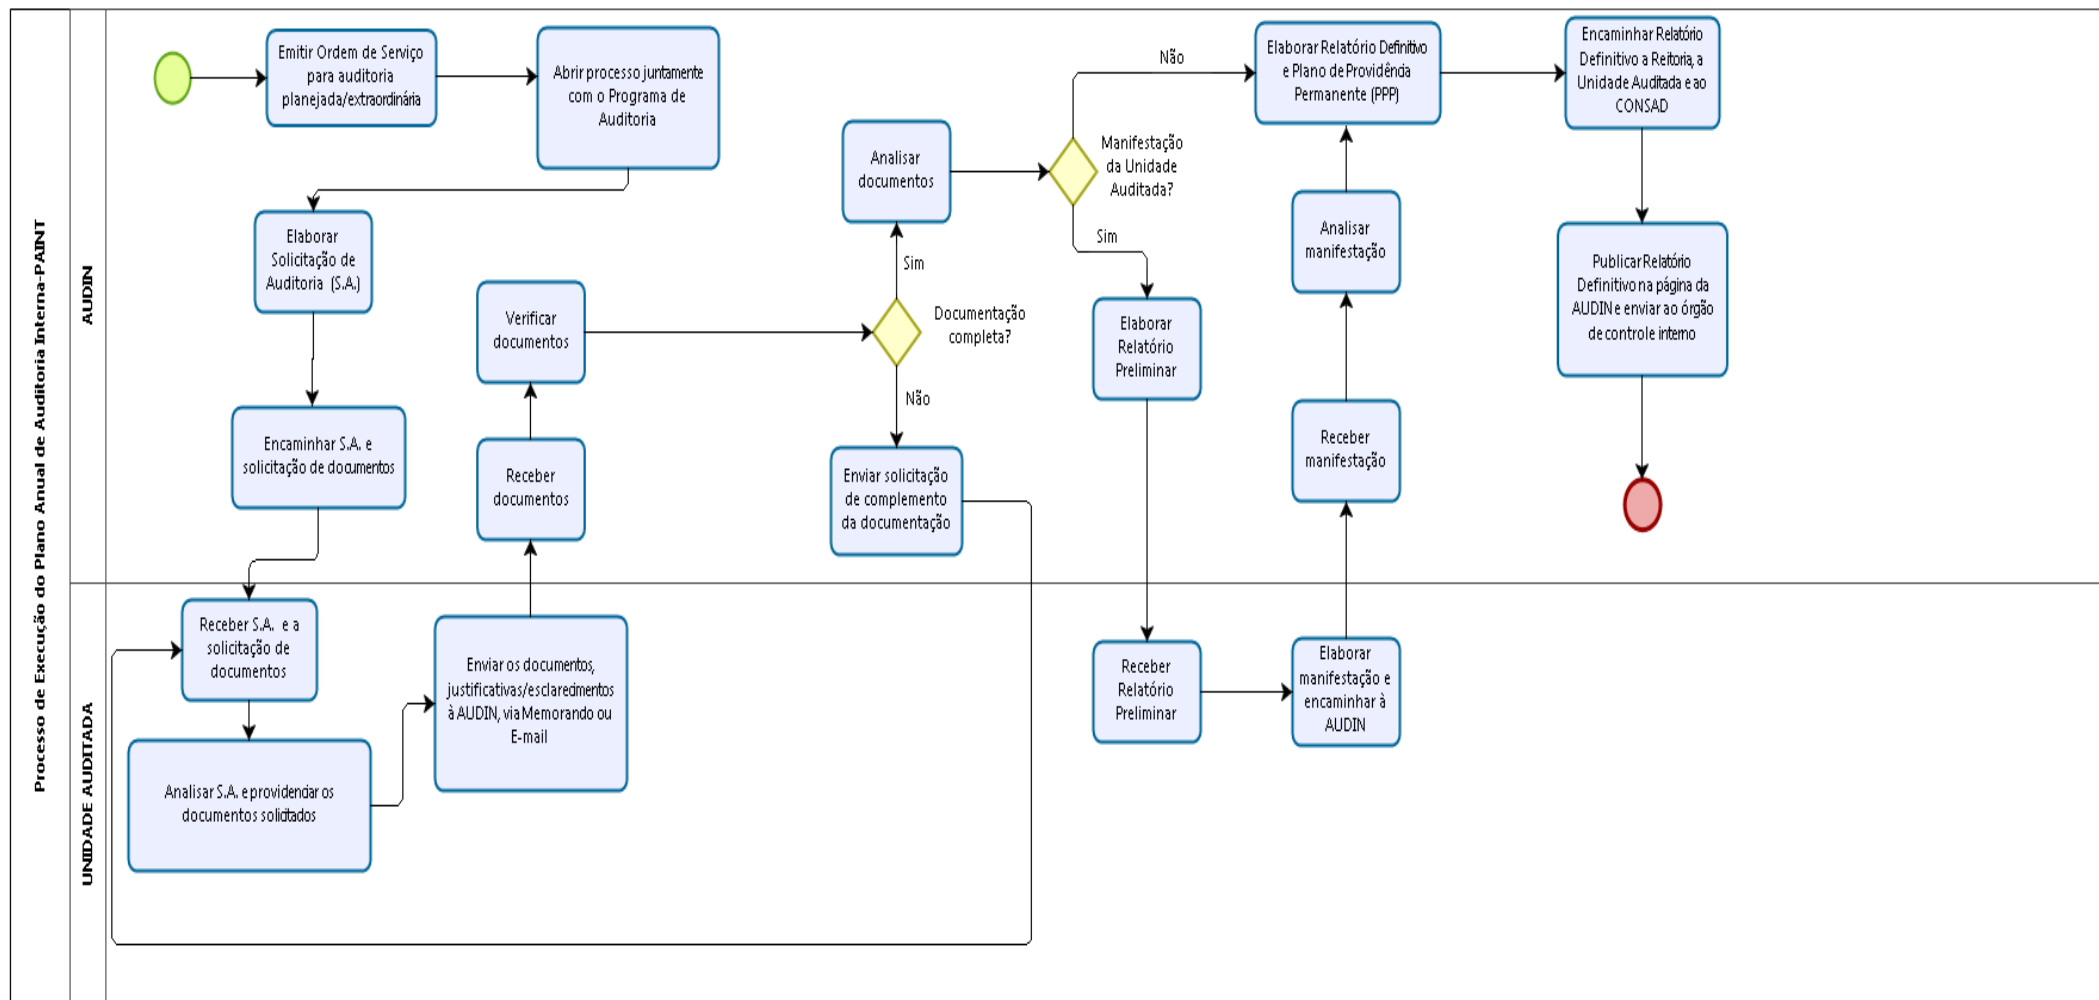 Processo de Execução do Plano Anual de Auditoria Interna-PAINT
AUDIN
Emitir Ordem de Serviço
para auditoria
planejada/extraordinária
Abrir processo juntamente
com o Programa de
Auditoria
Elaborar
Solicitação de
Auditoria (S.A.)
Encaminhar S.A. e
solicitação de documentos
Receber
documentos
Verificar
documentos
Documentação
completa?
Sim
Não
Analisar
documentos
Enviar solicitação
de complemento
da documentação
Manifestação
da Unidade
Auditada?
Não
Sim
Elaborar
Relatório
Preliminar
Receber
manifestação
Analisar
manifestação
Elaborar Relatório Definitivo
e Plano de Providência
Permanente (PPP)
Encaminhar Relatório
Definitivo a Reitoria, a
Unidade Auditada e ao
CONSAD
Publicar Relatório
Definitivo na página da
AUDIN e enviar ao órgão
de controle interno
UNIDADE AUDITADA
Receber S.A. e a
solicitação de
documentos
Analisar S.A. e providenciar os
documentos solicitados
Enviar os documentos,
justificativas/esclarecimentos
à AUDIN, via Memorando ou
E-mail
Receber
Relatório
Preliminar
Elaborar
manifestação e
encaminhar à
AUDIN